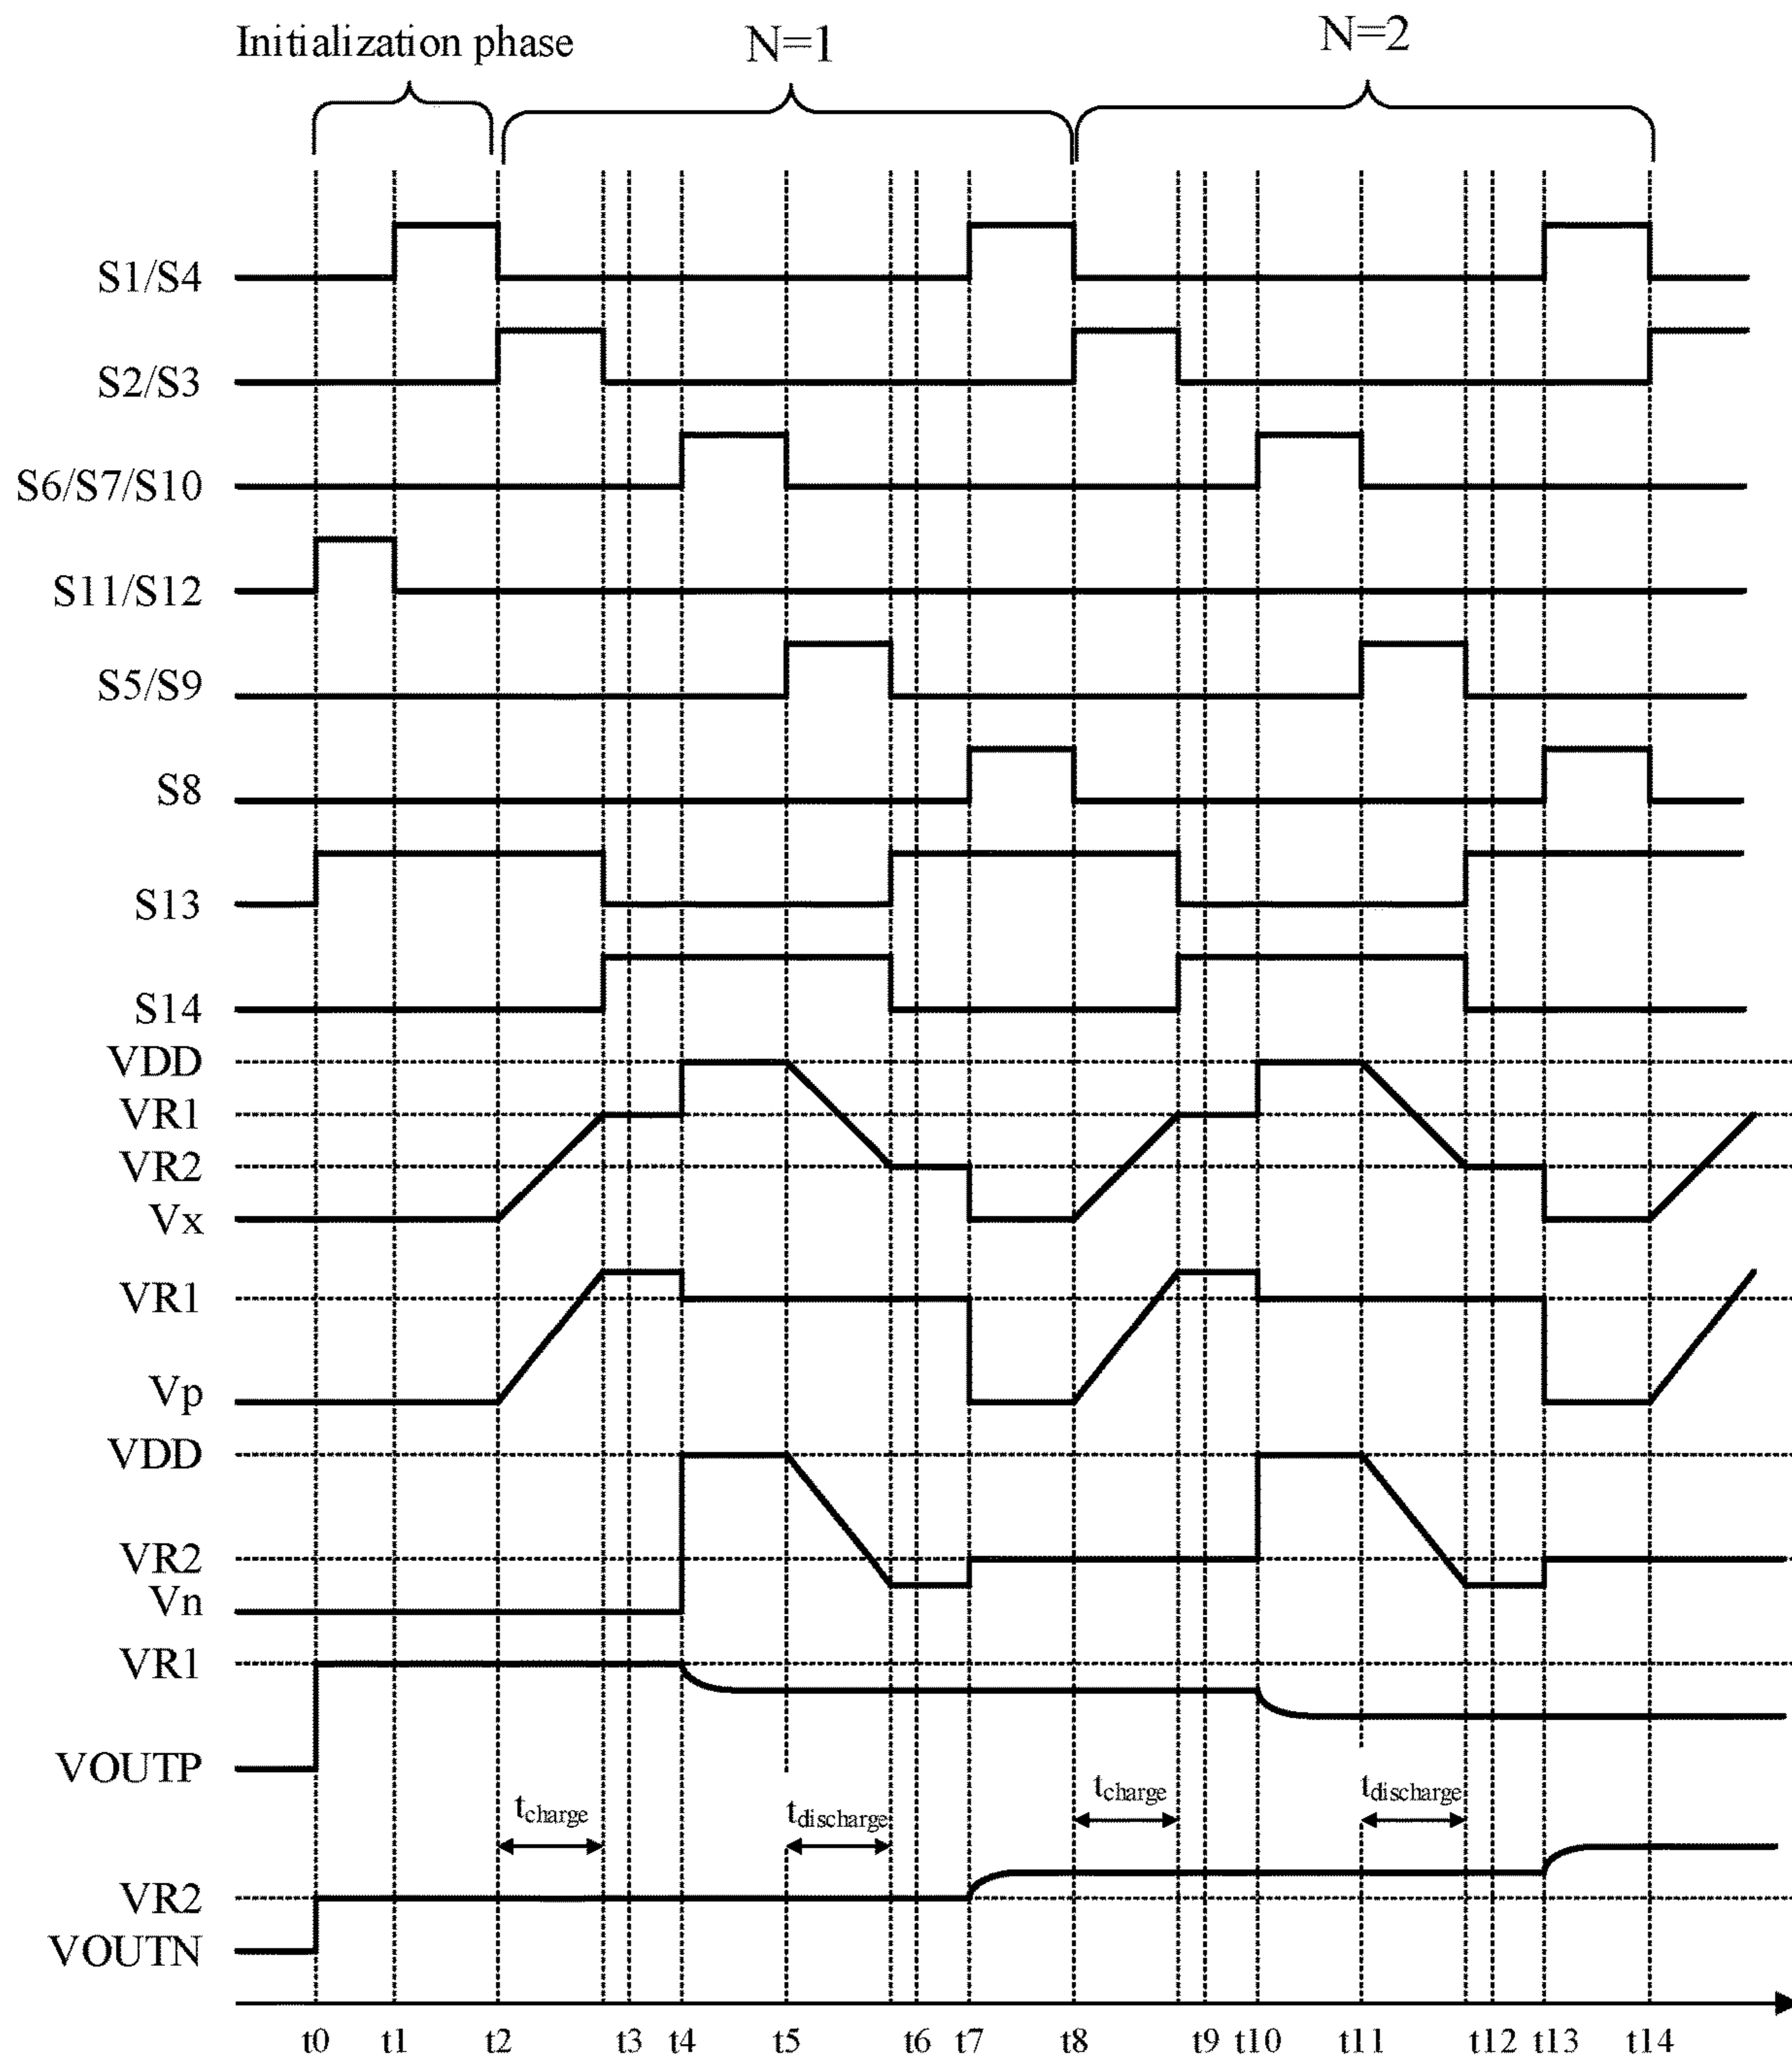 Initialization phase
N=1
N=2
S1/S4
S2/S3
S6/S7/S10
S11/S12
S5/S9
S8
S13
S14
VDD
VR1
VR2
Vx
VR1
Vp
VDD
VR2
Vn
VR1
VOUTP
tcharge
tdischarge
tcharge
tdischarge
VR2
VOUTN
t0 t1 t2 t3 t4 t5 t6 t7 t8 t9 t10 t11 t12 t13 t14